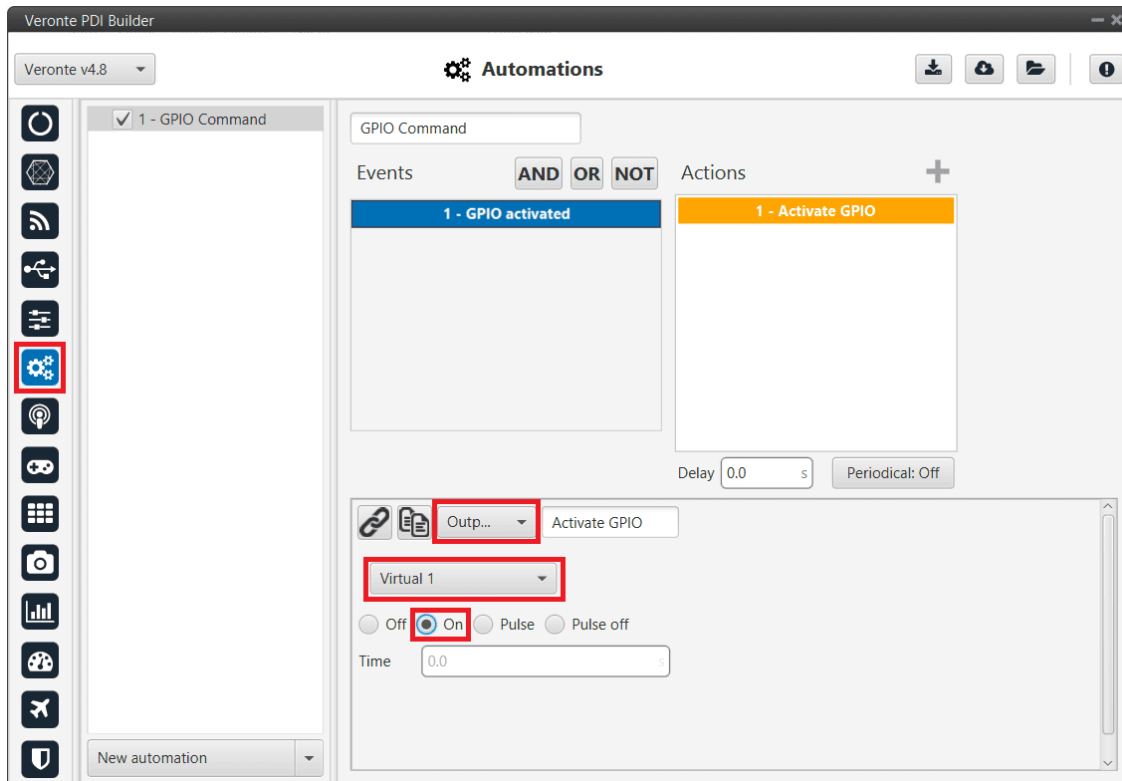 Veronte PDI Builder
Veronte v4.8
Automations
1 - GPIO Command
GPIO Command
Events
AND
OR
NOT
Actions
1 - GPIO activated
1 - Activate GPIO
Delay
0.0
s
Periodical: Off
Outp...
Activate GPIO
Virtual 1
Off
On
Pulse
Pulse off
Time
0.0
s
New automation